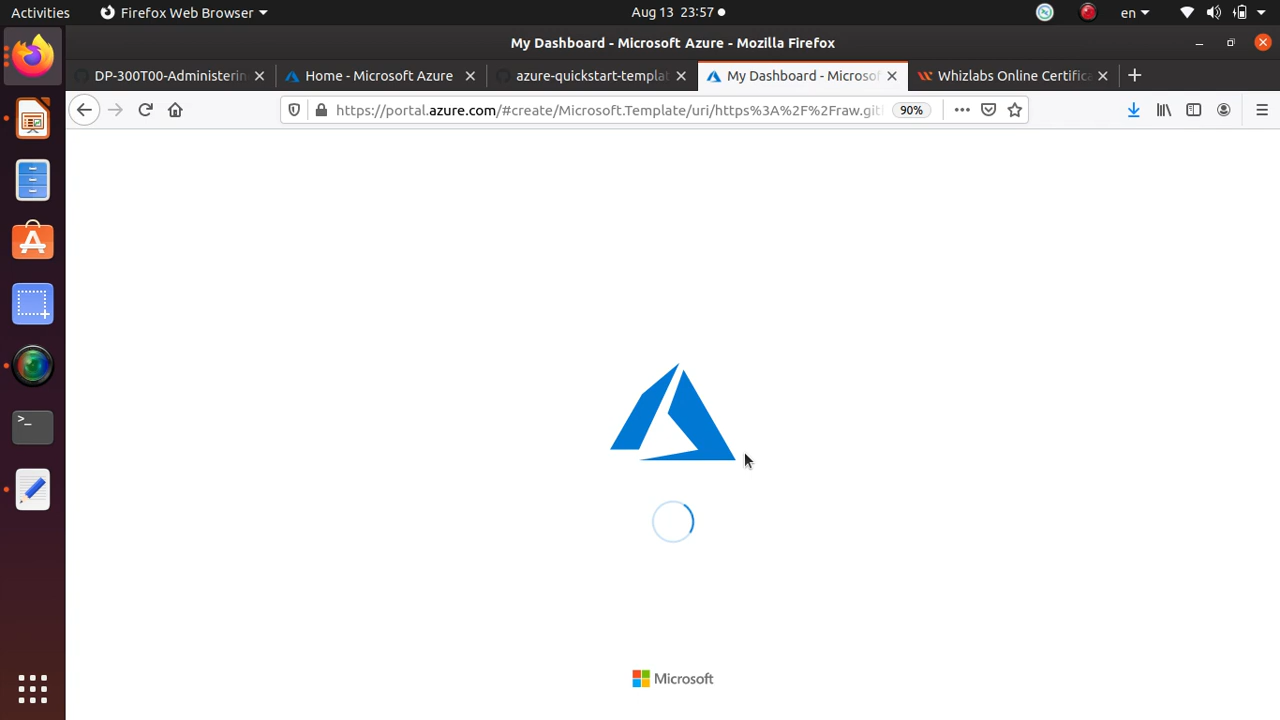 Activities
Firefox Web Browser
Aug 13 23:57
en
My Dashboard - Microsoft Azure - Mozilla Firefox
DP-300T00-Administerin
Home - Microsoft Azure
azure-quickstart-templat
My Dashboard - Microsof
Whizlabs Online Certifica
https://portal.azure.com/#create/Microsoft.Template/uri/https%3A%2F%2Fraw.git
90%
>_
Microsoft